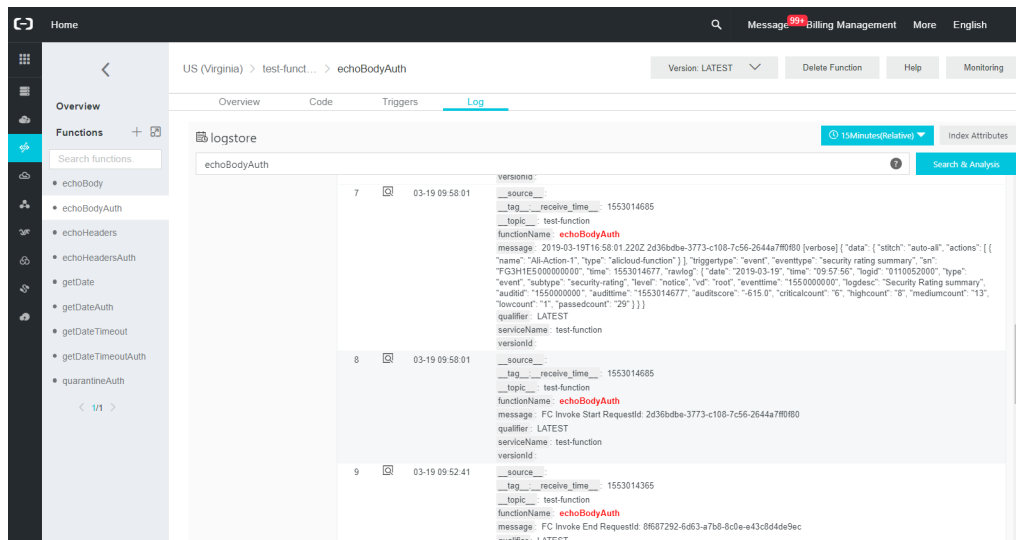 Home
Message 99+ Billing Management More English
US (Virginia) > test-funct... > echoBodyAuth
Version: LATEST
Delete Function
Help
Monitoring
Overview
Functions
Search functions
echoBody
echoBodyAuth
echoHeaders
echoHeadersAuth
getDate
getDateAuth
getDateTimeout
getDateTimeoutAuth
quarantineAuth
< 1/1 >
Overview Code Triggers Log
logstore
15Minutes(Relative)
Index Attributes
echoBodyAuth
Search & Analysis
versionId :
7 03-19 09:58:01 __source__ :
__tag__:__receive_time__ : 1553014685
__topic__ : test-function
functionName : echoBodyAuth
message : 2019-03-19T16:58:01.220Z 2d36bdbe-3773-c108-7c56-2644a7ff0f80 [verbose] { "data": { "stitch": "auto-all", "actions": [ {
"name": "Ali-Action-1", "type": "alicloud-function" } ], "triggertype": "event", "eventtype": "security rating summary", "sn":
"FG3H1E5000000000", "time": 1553014677, "rawlog": { "date": "2019-03-19", "time": "09:57:56", "logid": "0110052000", "type":
"event", "subtype": "security-rating", "level": "notice", "vd": "root", "eventtime": "1550000000", "logdesc": "Security Rating summary",
"auditid": "1550000000", "audittime": "1553014677", "auditscore": "-615.0", "criticalcount": "6", "highcount": "8", "mediumcount": "13",
"lowcount": "1", "passedcount": "29" } } }
qualifier : LATEST
serviceName : test-function
versionId :
8 03-19 09:58:01 __source__ :
__tag__:__receive_time__ : 1553014685
__topic__ : test-function
functionName : echoBodyAuth
message : FC Invoke Start RequestId: 2d36bdbe-3773-c108-7c56-2644a7ff0f80
qualifier : LATEST
serviceName : test-function
versionId :
9 03-19 09:52:41 __source__ :
__tag__:__receive_time__ : 1553014365
__topic__ : test-function
functionName : echoBodyAuth
message : FC Invoke End RequestId: 8f687292-6d63-a7b8-8c0e-e43c8d4de9ec
qualifier : LATEST